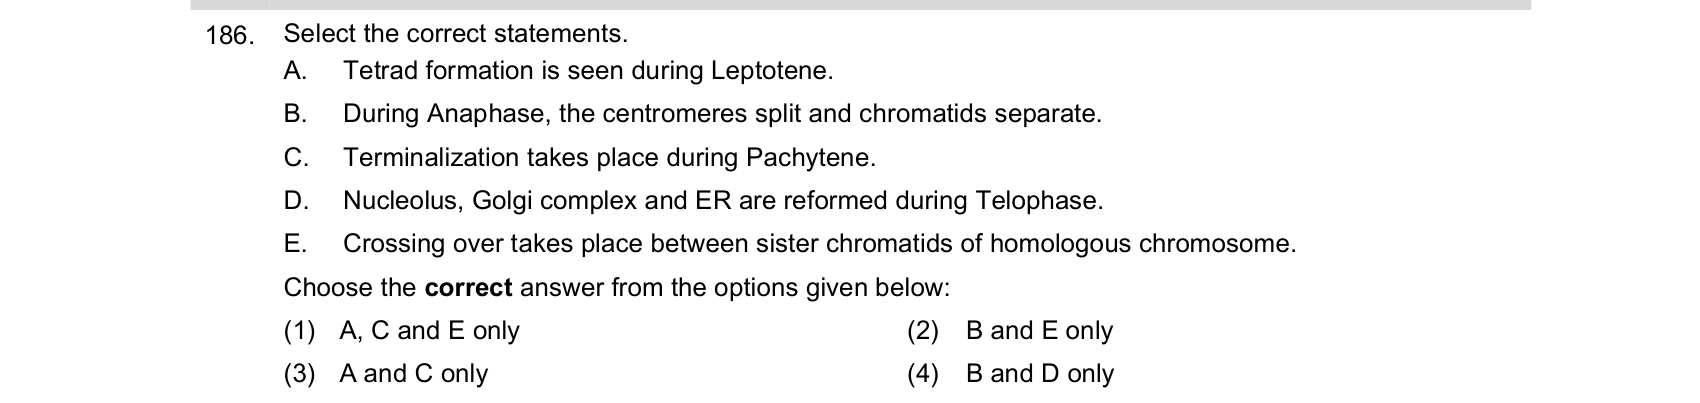 186. Select the correct statements.
A. Tetrad formation is seen during Leptotene.
B. During Anaphase, the centromeres split and chromatids separate.
C. Terminalization takes place during Pachytene.
D. Nucleolus, Golgi complex and ER are reformed during Telophase.
E. Crossing over takes place between sister chromatids of homologous chromosome.
Choose the correct answer from the options given below:
(1) A, C and E only (2) B and E only
(3) A and C only (4) B and D only